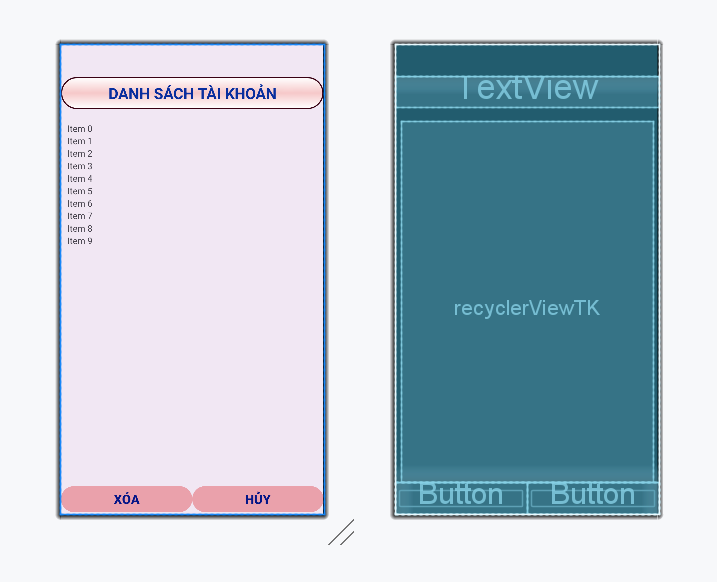 DANH SÁCH TÀI KHOẢN
Item 0
Item 1
Item 2
Item 3
Item 4
Item 5
Item 6
Item 7
Item 8
Item 9
XÓA
HỦY
TextView
recyclerViewTK
Button
Button